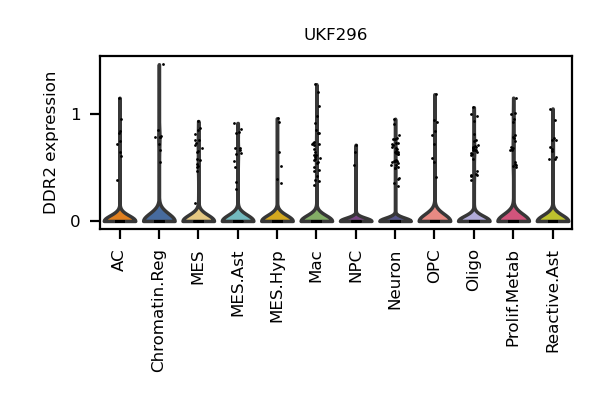 UKF296
DDR2 expression
1
0
AC
Chromatin.Reg
MES
MES.Ast
MES.Hyp
Mac
NPC
Neuron
OPC
Oligo
Prolif.Metab
Reactive.Ast